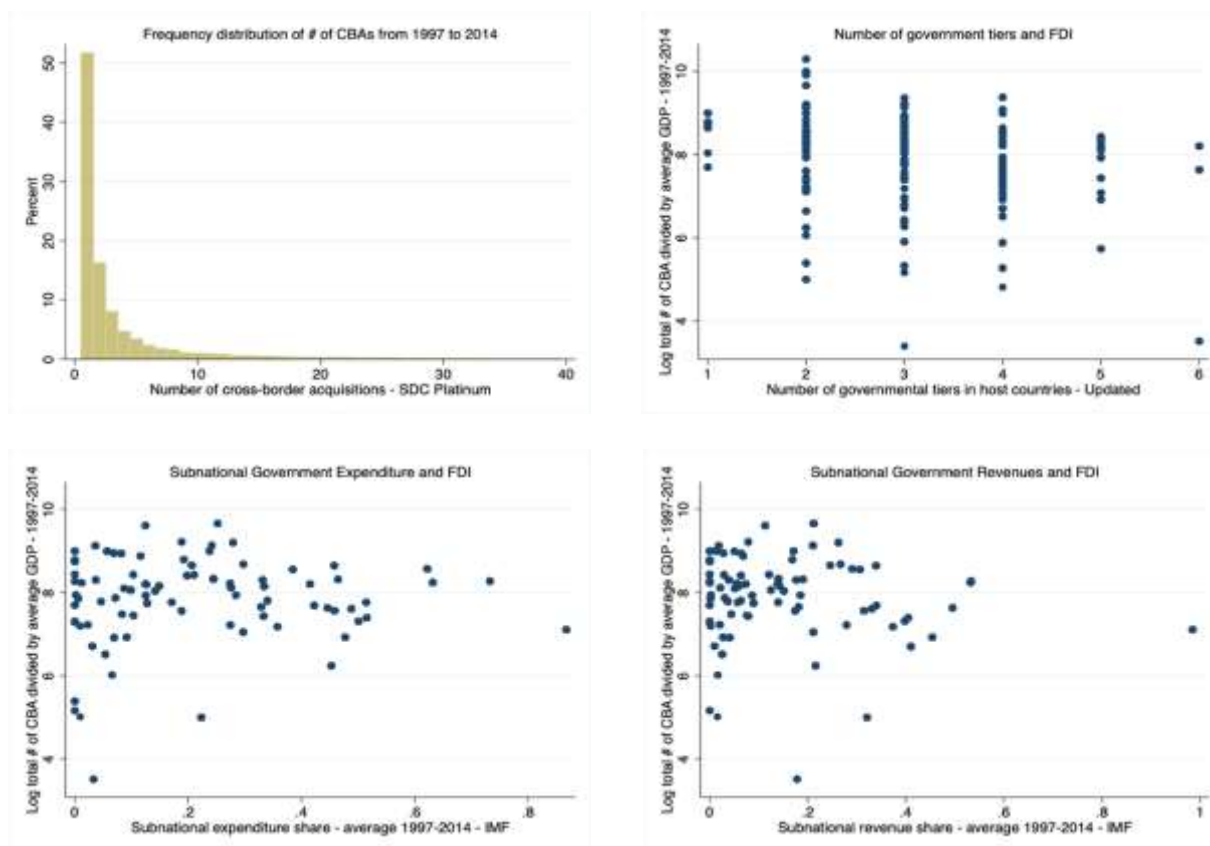 Frequency distribution of # of CBAs from 1997 to 2014
Percent
50
40
30
20
10
0
0 10 20 30 40
Number of cross-border acquisitions - SDC Platinum
Number of government tiers and FDI
Log total # of CBA divided by average GDP - 1997-2014
10
8
6
4
1 2 3 4 5 6
Number of governmental tiers in host countries - Updated
Subnational Government Expenditure and FDI
Log total # of CBA divided by average GDP - 1997-2014
10
8
6
4
0 .2 .4 .6 .8
Subnational expenditure share - average 1997-2014 - IMF
Subnational Government Revenues and FDI
Log total # of CBA divided by average GDP - 1997-2014
10
8
6
4
0 .2 .4 .6 .8 1
Subnational revenue share - average 1997-2014 - IMF